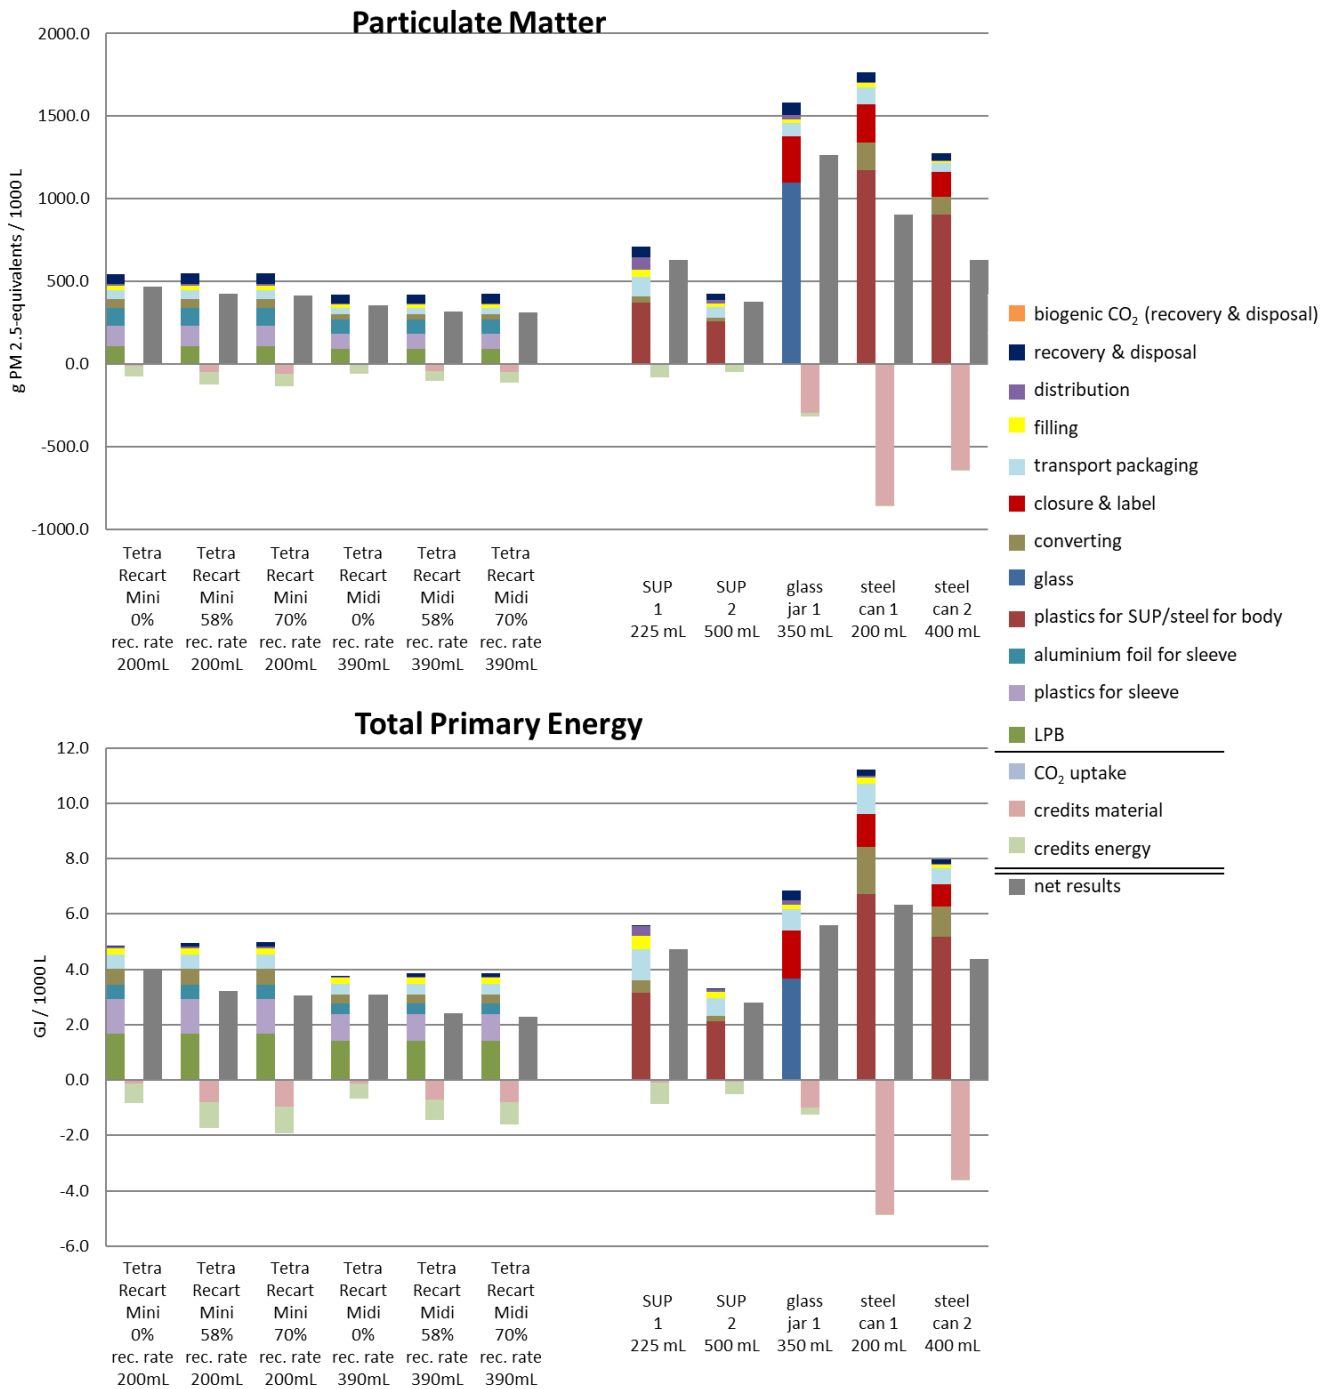 Particulate Matter
2000.0
1500.0
1000.0
500.0
0.0
-500.0
-1000.0
g PM 2.5-equivalents / 1000 L
Tetra
Recart
Mini
0%
rec. rate
200mL
Tetra
Recart
Mini
58%
rec. rate
200mL
Tetra
Recart
Mini
70%
rec. rate
200mL
Tetra
Recart
Midi
0%
rec. rate
390mL
Tetra
Recart
Midi
58%
rec. rate
390mL
Tetra
Recart
Midi
70%
rec. rate
390mL
SUP
1
225 mL
SUP
2
500 mL
glass
jar 1
350 mL
steel
can 1
200 mL
steel
can 2
400 mL
biogenic CO₂ (recovery & disposal)
recovery & disposal
distribution
filling
transport packaging
closure & label
converting
glass
plastics for SUP/steel for body
aluminium foil for sleeve
plastics for sleeve
LPB
CO₂ uptake
credits material
credits energy
net results
Total Primary Energy
12.0
10.0
8.0
6.0
4.0
2.0
0.0
-2.0
-4.0
-6.0
GJ / 1000 L
Tetra
Recart
Mini
0%
rec. rate
200mL
Tetra
Recart
Mini
58%
rec. rate
200mL
Tetra
Recart
Mini
70%
rec. rate
200mL
Tetra
Recart
Midi
0%
rec. rate
390mL
Tetra
Recart
Midi
58%
rec. rate
390mL
Tetra
Recart
Midi
70%
rec. rate
390mL
SUP
1
225 mL
SUP
2
500 mL
glass
jar 1
350 mL
steel
can 1
200 mL
steel
can 2
400 mL